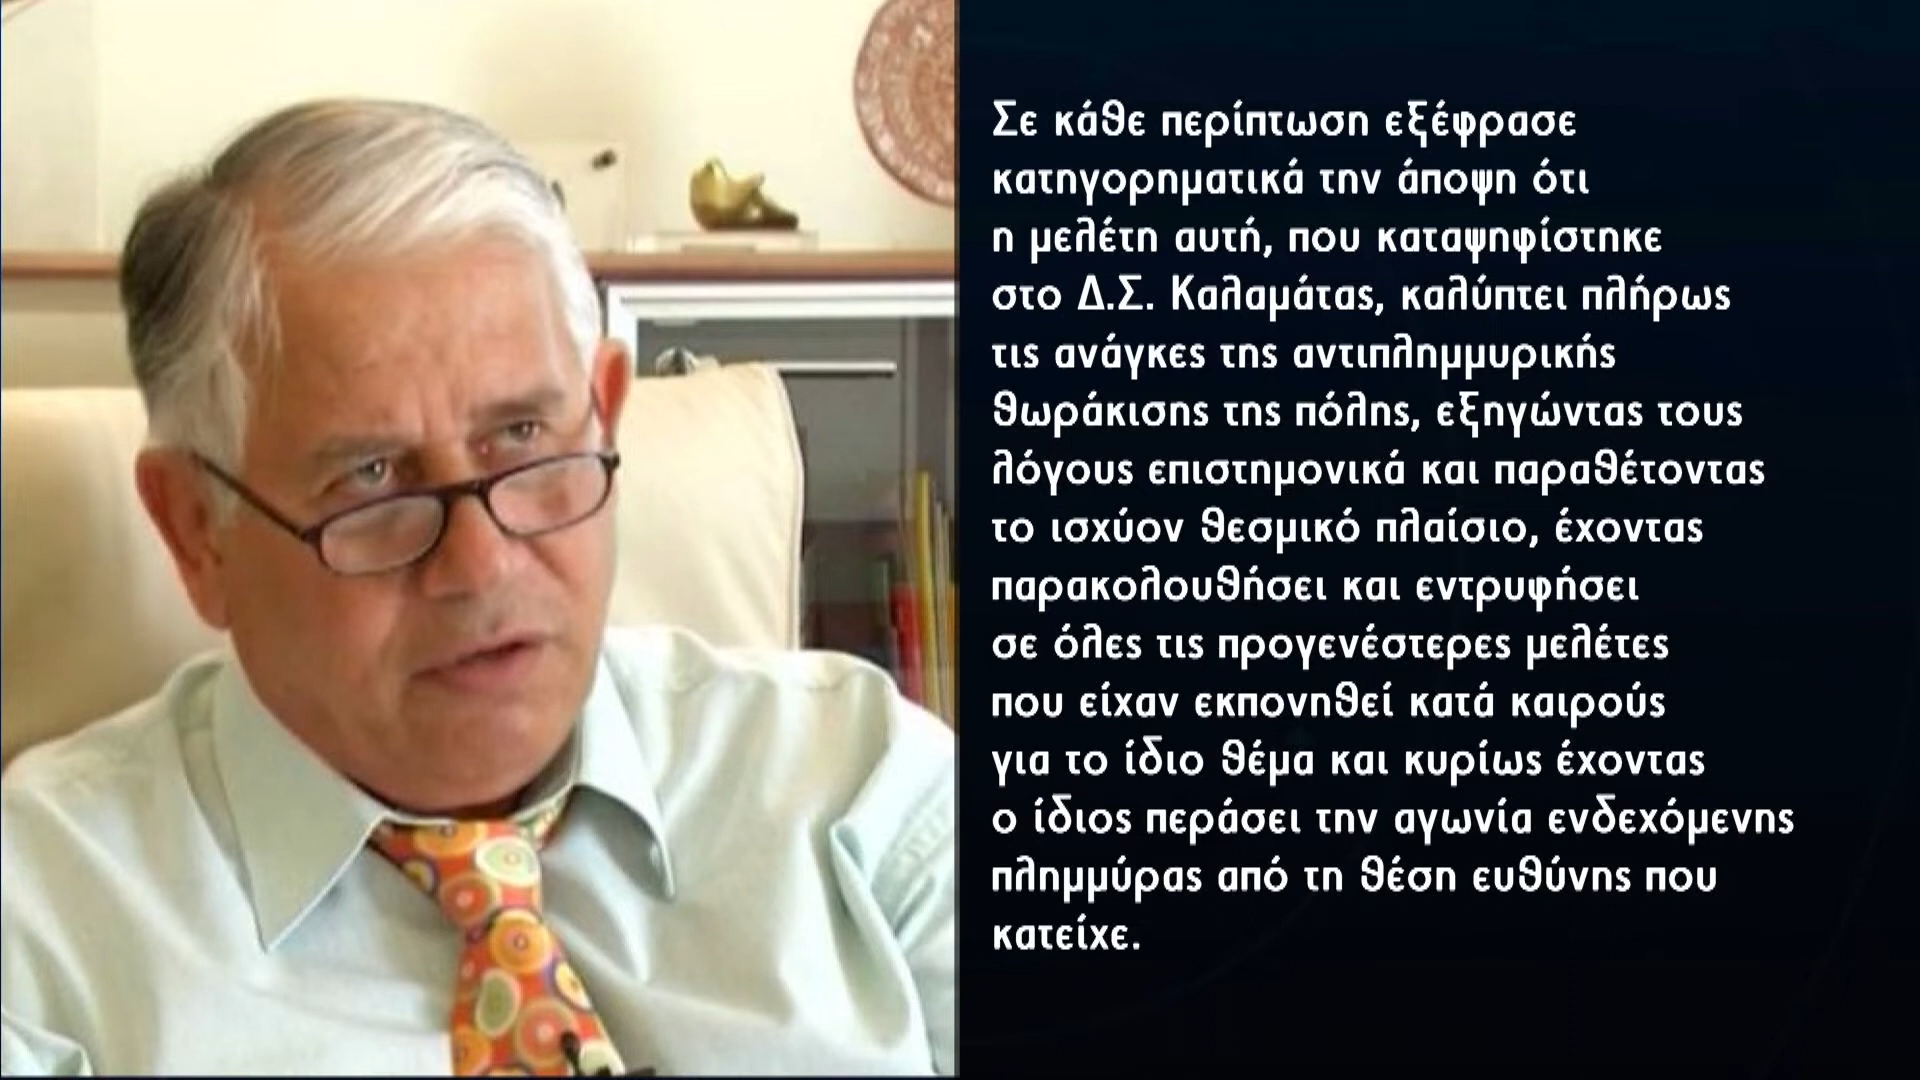 Σε κάθε περίπτωση εξέφρασε
κατηγορηματικά την άποψη ότι
η μελέτη αυτή, που καταψηφίστηκε
στο Δ.Σ. Καλαμάτας, καλύπτει πλήρως
τις ανάγκες της αντιπλημμυρικής
θωράκισης της πόλης, εξηγώντας τους
λόγους επιστημονικά και παραθέτοντας
το ισχύον θεσμικό πλαίσιο, έχοντας
παρακολουθήσει και εντρυφήσει
σε όλες τις προγενέστερες μελέτες
που είχαν εκπονηθεί κατά καιρούς
για το ίδιο θέμα και κυρίως έχοντας
ο ίδιος περάσει την αγωνία ενδεχόμενης
πλημμύρας από τη θέση ευθύνης που
κατείχε.